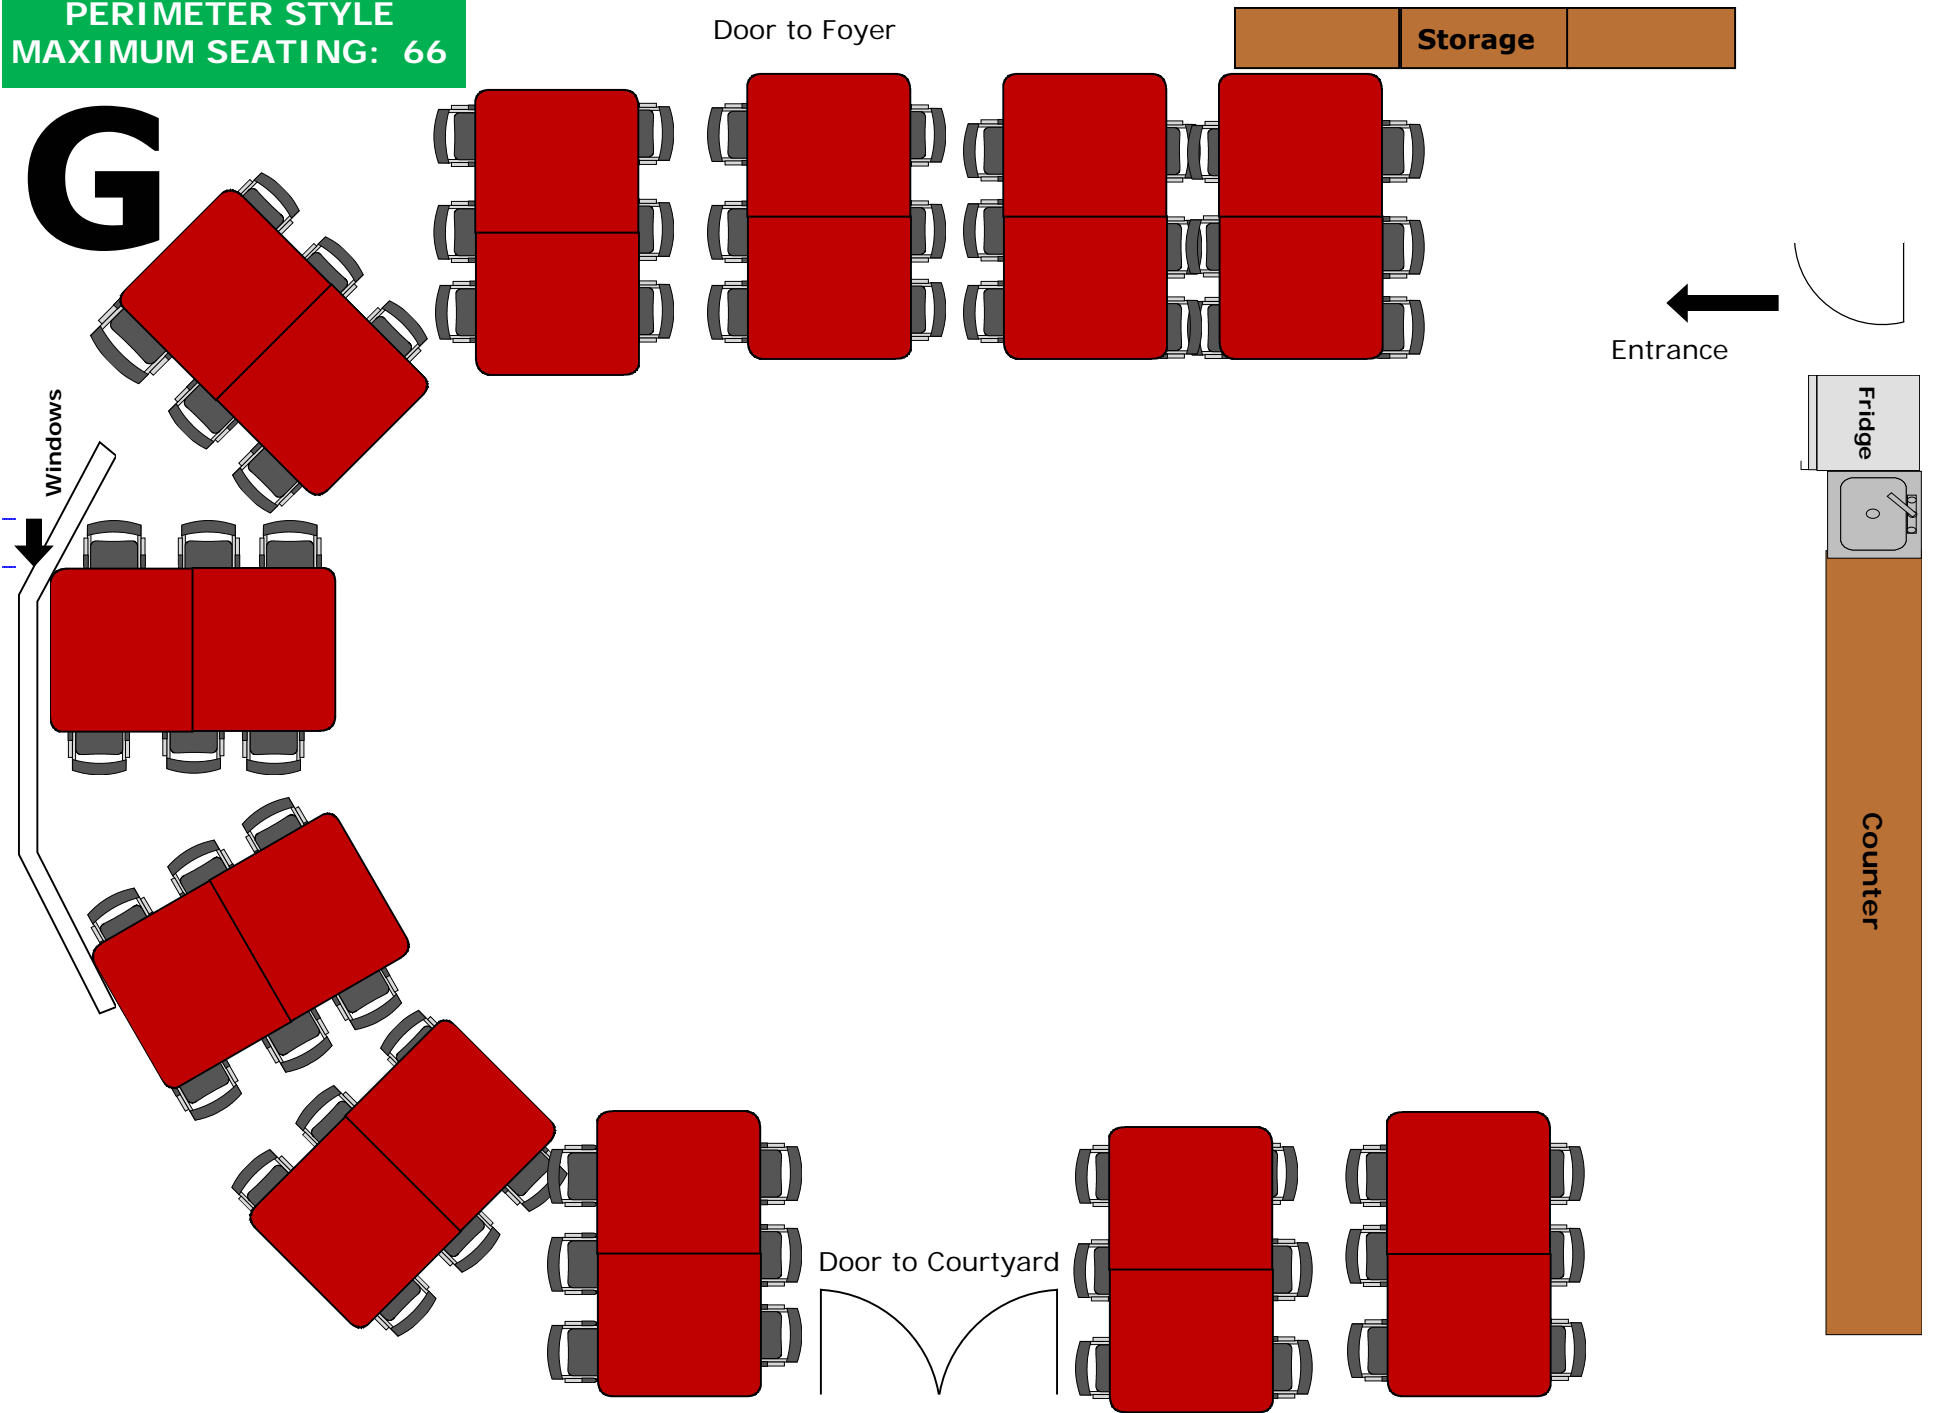 PERIMETER STYLE
MAXIMUM SEATING: 66
Door to Foyer
Storage
G
Entrance
Fridge
Windows
Counter
Door to Courtyard